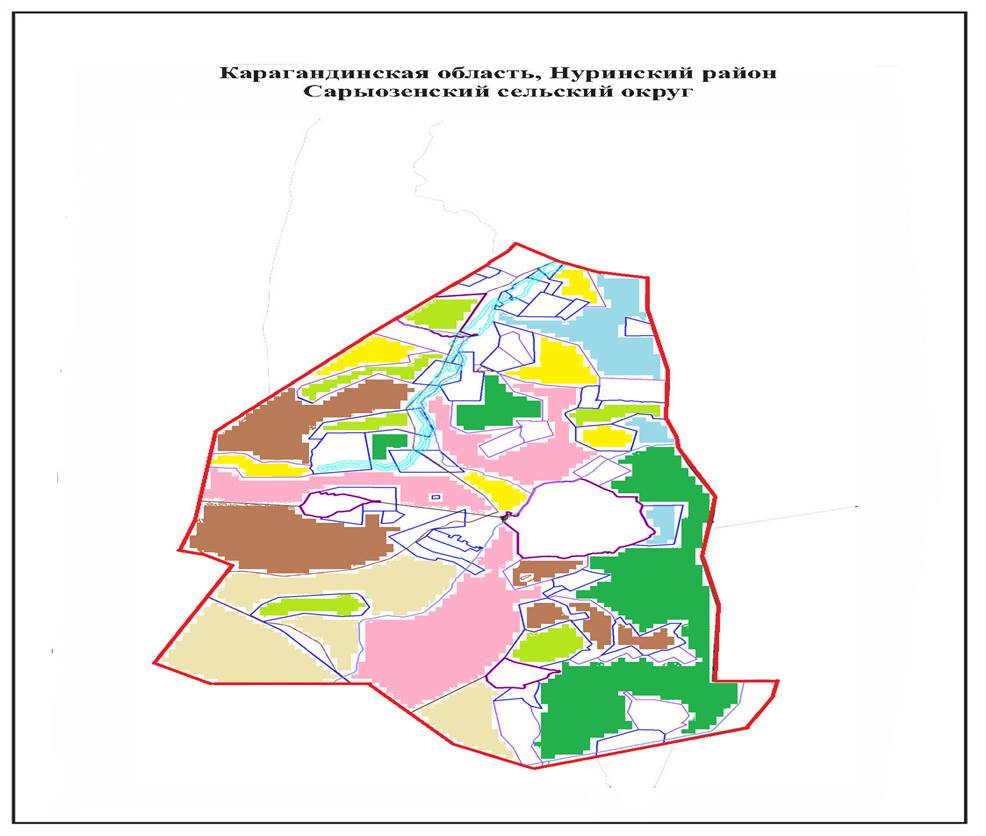 Карагандинская область, Нуринский район
Сарыозенский сельский округ